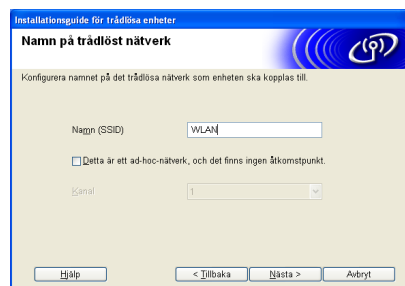 Installationsguide för trådlösa enheter
Namn på trådlöst nätverk
Konfigurera namnet på det trådlösa nätverk som enheten ska kopplas till.
Namn (SSID) WLAN
Detta är ett ad-hoc-nätverk, och det finns ingen åtkomstpunkt.
Kanal 1
Hjälp < Tillbaka Nästa > Avbryt